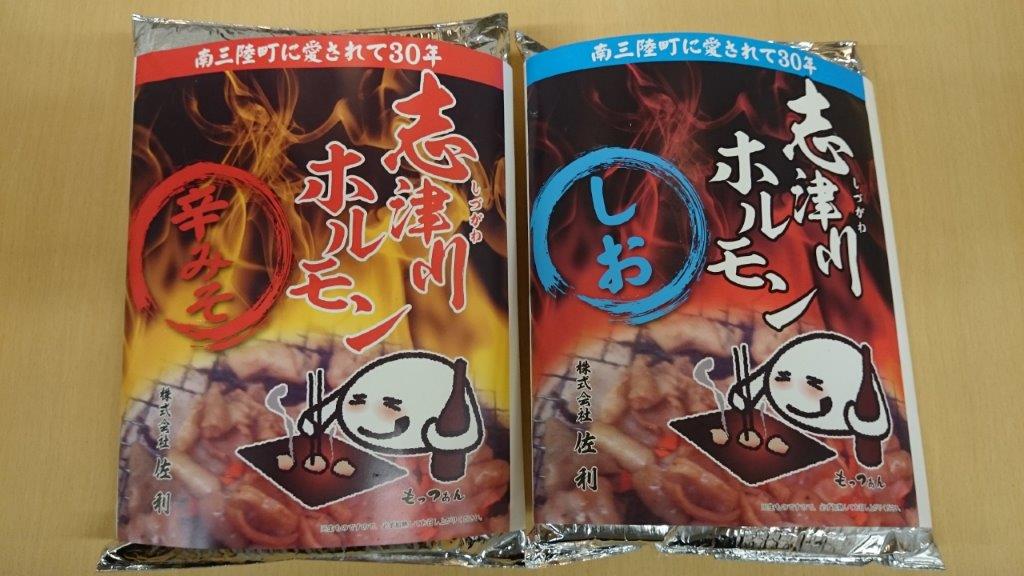 南三陸町に愛されて30年
志津川
しづがわ
ホルモン
辛みそ
株式会社 佐利
もっつぁん
南三陸町に愛されて30年
志津川
しづがわ
ホルモン
しお
株式会社 佐利
もっつぁん